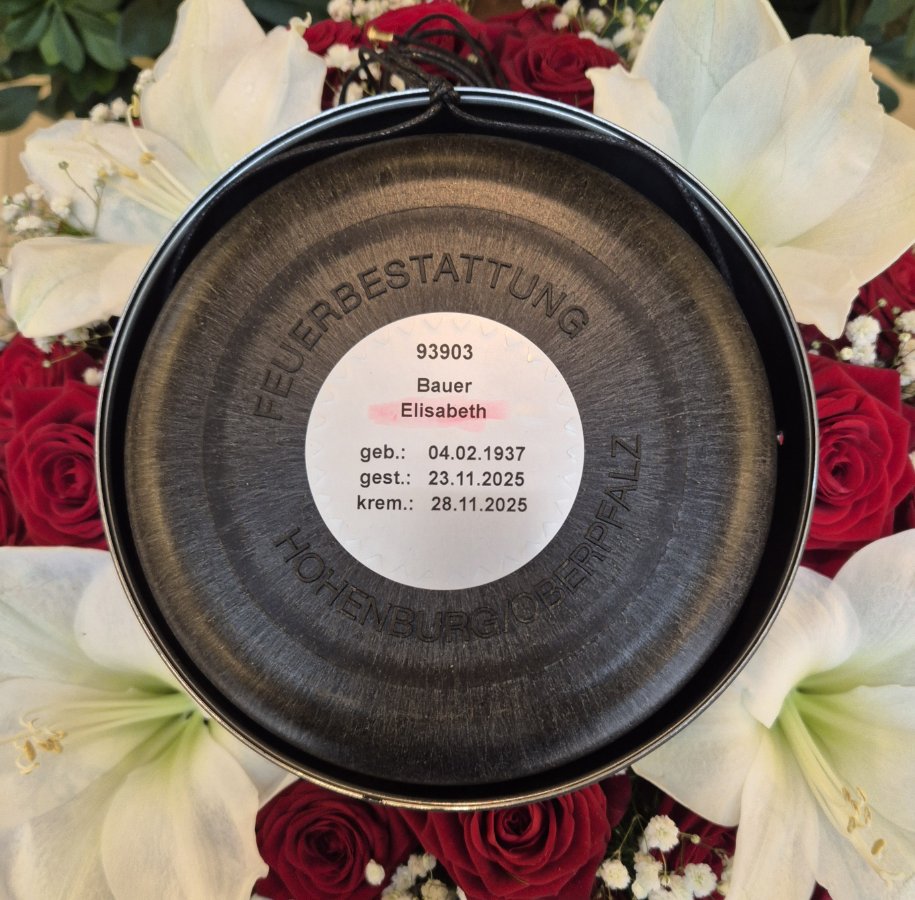 FEUERBESTATTUNG
93903
Bauer
Elisabeth
geb.: 04.02.1937
gest.: 23.11.2025
krem.: 28.11.2025
HOHENBURG/OBERPFALZ